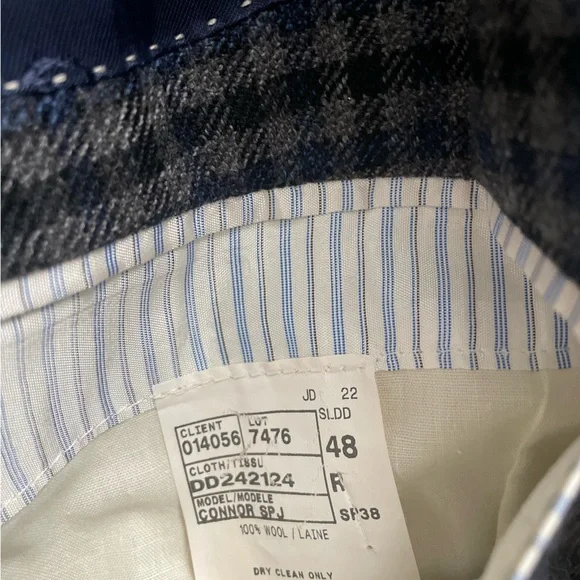 JD 22
SLDD
CLIENT LOT
014056 7476 48
CLOTH/TISSU
DD242124 R
MODEL/MODELE
CONNOR SPJ SP38
100% WOOL / LAINE
DRY CLEAN ONLY